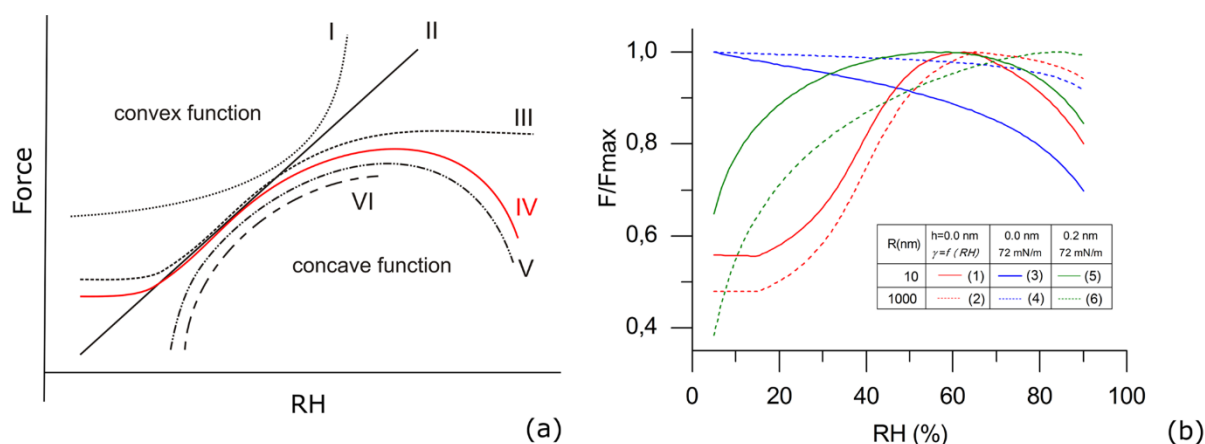 I
II
convex function
III
IV
VI
V
concave function
Force
RH
(a)
1,0
0,8
0,6
0,4
F/Fmax
R(nm) h=0.0 nm 0.0 nm 0.2 nm
γ=f (RH) 72 mN/m 72 mN/m
10 (1) (3) (5)
1000 (2) (4) (6)
0 20 40 60 80 100
RH (%)
(b)